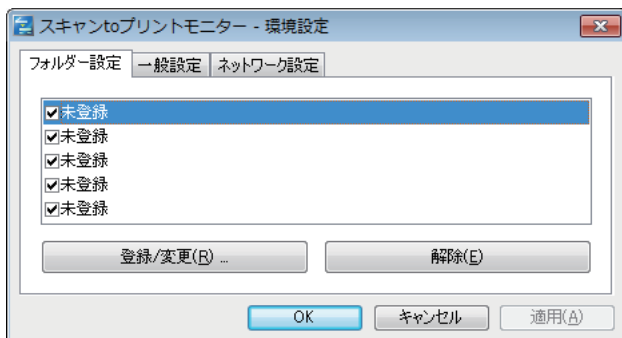 スキャンtoプリントモニター - 環境設定
フォルダー設定 一般設定 ネットワーク設定
未登録
未登録
未登録
未登録
未登録
登録/変更(R) ... 解除(E)
OK キャンセル 適用(A)